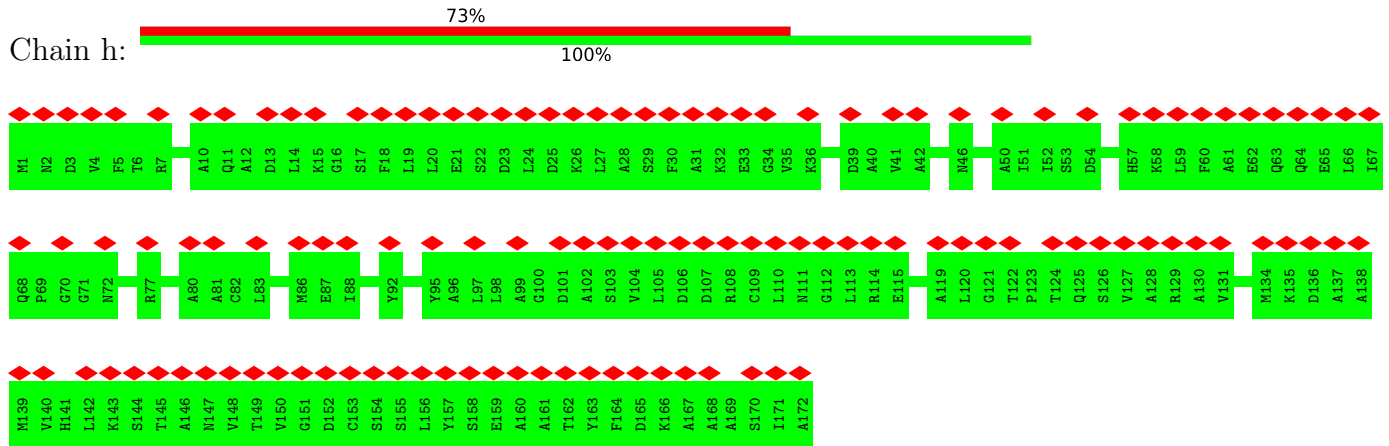 73%
Chain h:
100%
M1 N2 D3 V4 F5 T6 R7 A10 Q11 A12 D13 L14 K15 G16 S17 F18 L19 L20 E21 S22 D23 L24 D25 K26 L27 A28 S29 F30 A31 K32 E33 G34 V35 K36 D39 A40 V41 A42 N46 A50 I51 I52 S53 D54 H57 K58 L59 F60 A61 E62 Q63 Q64 E65 L66 I67
Q68 P69 G70 G71 N72 R77 A80 A81 C82 L83 M86 E87 I88 Y92 Y95 A96 L97 L98 A99 G100 D101 A102 S103 V104 L105 D106 D107 R108 C109 L110 N111 G112 L113 R114 E115 A119 L120 G121 T122 P123 T124 Q125 S126 V127 A128 R129 A130 V131 M134 K135 D136 A137 A138
M139 V140 H141 L142 K143 S144 T145 A146 N147 V148 T149 V150 G151 D152 C153 S154 S155 L156 Y157 S158 E159 A160 A161 T162 Y163 F164 D165 K166 A167 A168 A169 S170 I171 A172